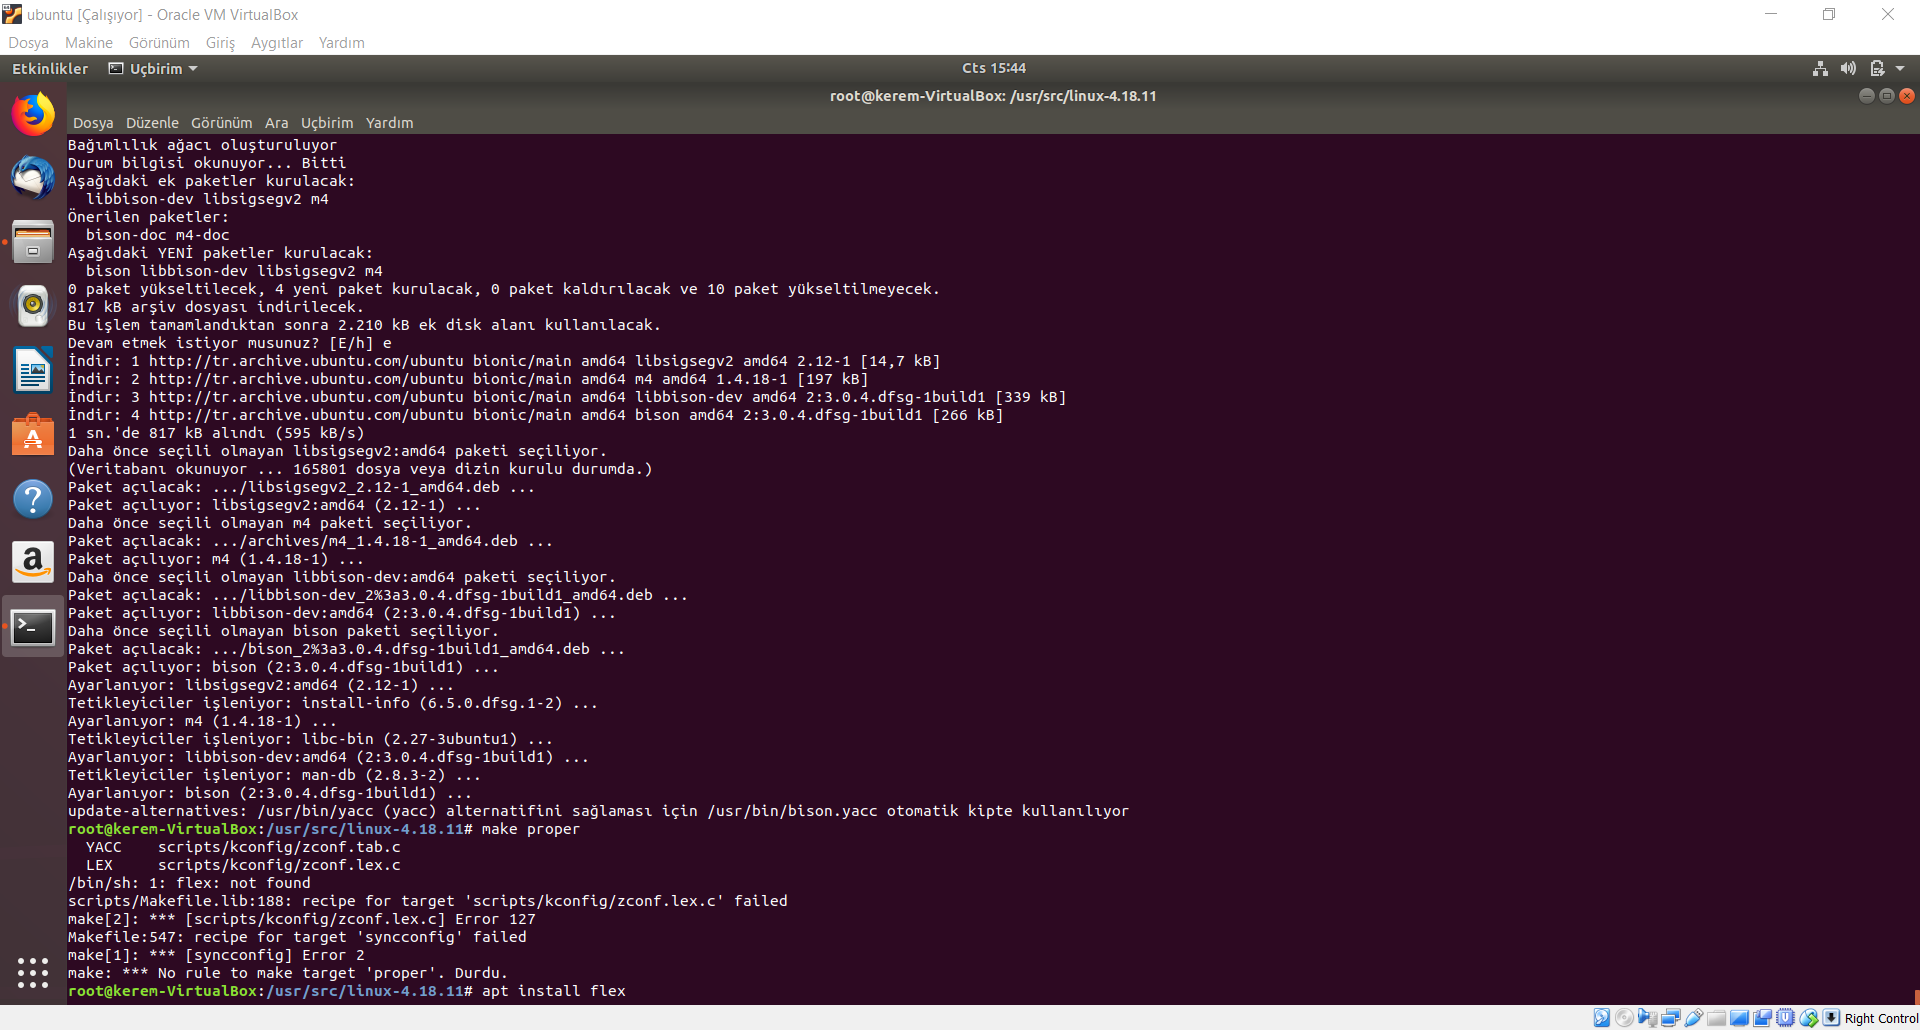 ubuntu [Çalışıyor] - Oracle VM VirtualBox
Dosya Makine Görünüm Giriş Aygıtlar Yardım
Etkinlikler Uçbirim Cts 15:44
root@kerem-VirtualBox: /usr/src/linux-4.18.11
Dosya Düzenle Görünüm Ara Uçbirim Yardım
Bağımlılık ağacı oluşturuluyor
Durum bilgisi okunuyor... Bitti
Aşağıdaki ek paketler kurulacak:
  libbison-dev libsigsegv2 m4
Önerilen paketler:
  bison-doc m4-doc
Aşağıdaki YENİ paketler kurulacak:
  bison libbison-dev libsigsegv2 m4
0 paket yükseltilecek, 4 yeni paket kurulacak, 0 paket kaldırılacak ve 10 paket yükseltilmeyecek.
817 kB arşiv dosyası indirilecek.
Bu işlem tamamlandıktan sonra 2.210 kB ek disk alanı kullanılacak.
Devam etmek istiyor musunuz? [E/h] e
İndir: 1 http://tr.archive.ubuntu.com/ubuntu bionic/main amd64 libsigsegv2 amd64 2.12-1 [14,7 kB]
İndir: 2 http://tr.archive.ubuntu.com/ubuntu bionic/main amd64 m4 amd64 1.4.18-1 [197 kB]
İndir: 3 http://tr.archive.ubuntu.com/ubuntu bionic/main amd64 libbison-dev amd64 2:3.0.4.dfsg-1build1 [339 kB]
İndir: 4 http://tr.archive.ubuntu.com/ubuntu bionic/main amd64 bison amd64 2:3.0.4.dfsg-1build1 [266 kB]
1 sn.'de 817 kB alındı (595 kB/s)
Daha önce seçili olmayan libsigsegv2:amd64 paketi seçiliyor.
(Veritabanı okunuyor ... 165801 dosya veya dizin kurulu durumda.)
Paket açılacak: .../libsigsegv2_2.12-1_amd64.deb ...
Paket açılıyor: libsigsegv2:amd64 (2.12-1) ...
Daha önce seçili olmayan m4 paketi seçiliyor.
Paket açılacak: .../archives/m4_1.4.18-1_amd64.deb ...
Paket açılıyor: m4 (1.4.18-1) ...
Daha önce seçili olmayan libbison-dev:amd64 paketi seçiliyor.
Paket açılacak: .../libbison-dev_2%3a3.0.4.dfsg-1build1_amd64.deb ...
Paket açılıyor: libbison-dev:amd64 (2:3.0.4.dfsg-1build1) ...
Daha önce seçili olmayan bison paketi seçiliyor.
Paket açılacak: .../bison_2%3a3.0.4.dfsg-1build1_amd64.deb ...
Paket açılıyor: bison (2:3.0.4.dfsg-1build1) ...
Ayarlanıyor: libsigsegv2:amd64 (2.12-1) ...
Tetikleyiciler işleniyor: install-info (6.5.0.dfsg.1-2) ...
Ayarlanıyor: m4 (1.4.18-1) ...
Tetikleyiciler işleniyor: libc-bin (2.27-3ubuntu1) ...
Ayarlanıyor: libbison-dev:amd64 (2:3.0.4.dfsg-1build1) ...
Tetikleyiciler işleniyor: man-db (2.8.3-2) ...
Ayarlanıyor: bison (2:3.0.4.dfsg-1build1) ...
update-alternatives: /usr/bin/yacc (yacc) alternatifini sağlaması için /usr/bin/bison.yacc otomatik kipte kullanılıyor
root@kerem-VirtualBox:/usr/src/linux-4.18.11# make proper
  YACC    scripts/kconfig/zconf.tab.c
  LEX     scripts/kconfig/zconf.lex.c
/bin/sh: 1: flex: not found
scripts/Makefile.lib:188: recipe for target 'scripts/kconfig/zconf.lex.c' failed
make[2]: *** [scripts/kconfig/zconf.lex.c] Error 127
Makefile:547: recipe for target 'syncconfig' failed
make[1]: *** [syncconfig] Error 2
make: *** No rule to make target 'proper'. Durdu.
root@kerem-VirtualBox:/usr/src/linux-4.18.11# apt install flex
Right Control